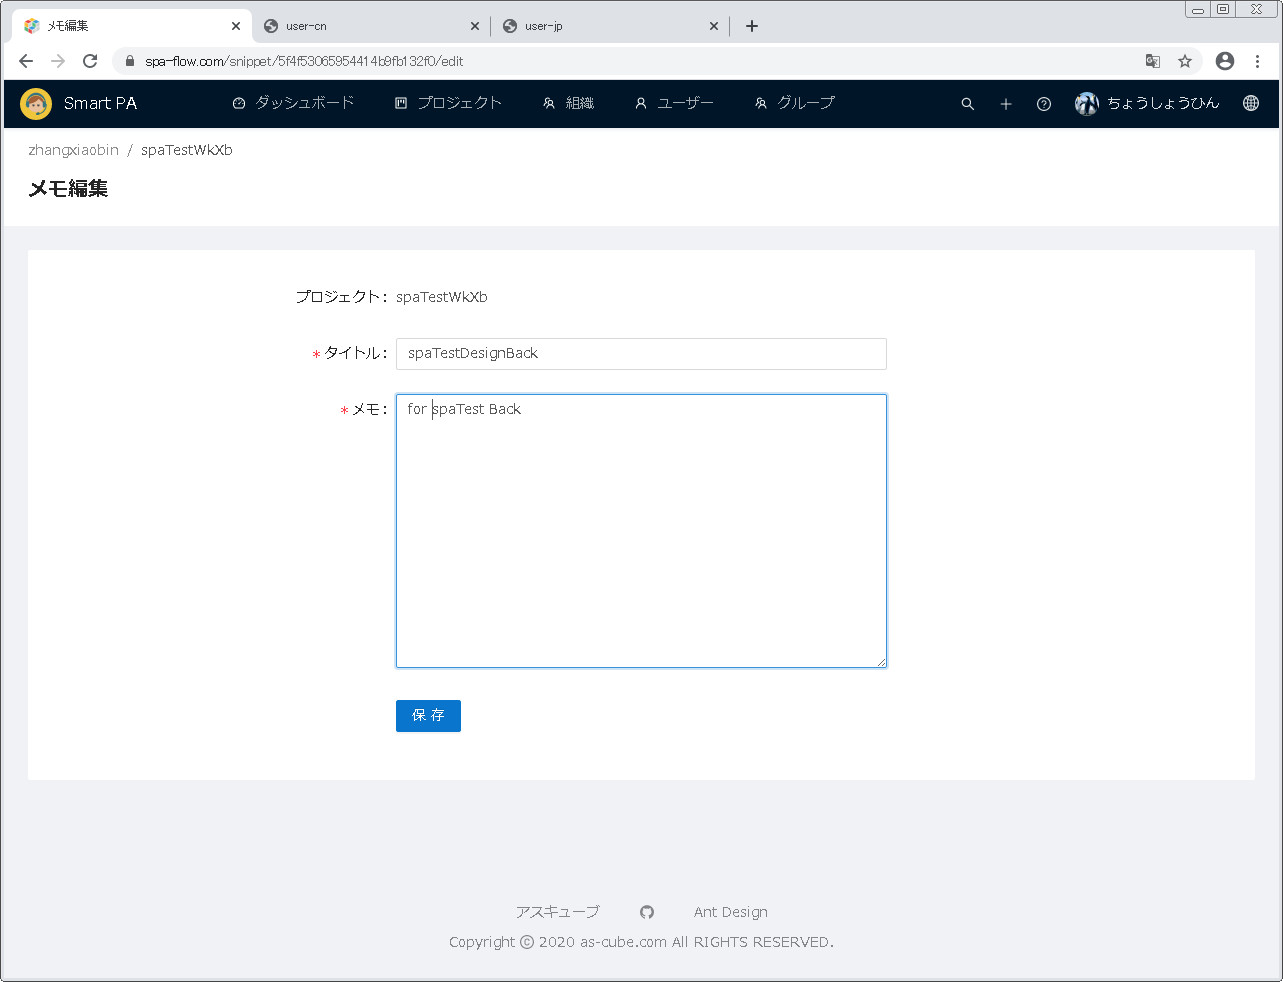 メモ編集
user-cn
user-jp
spa-flow.com/snippet/5f4f53065954414b9fb132f0/edit
Smart PA
ダッシュボード
プロジェクト
組織
ユーザー
グループ
ちょうしょうひん
zhangxiaobin / spaTestWkXb
メモ編集
プロジェクト: spaTestWkXb
* タイトル: spaTestDesignBack
* メモ: for spaTest Back
保 存
アスキューブ
Ant Design
Copyright © 2020 as-cube.com All RIGHTS RESERVED.